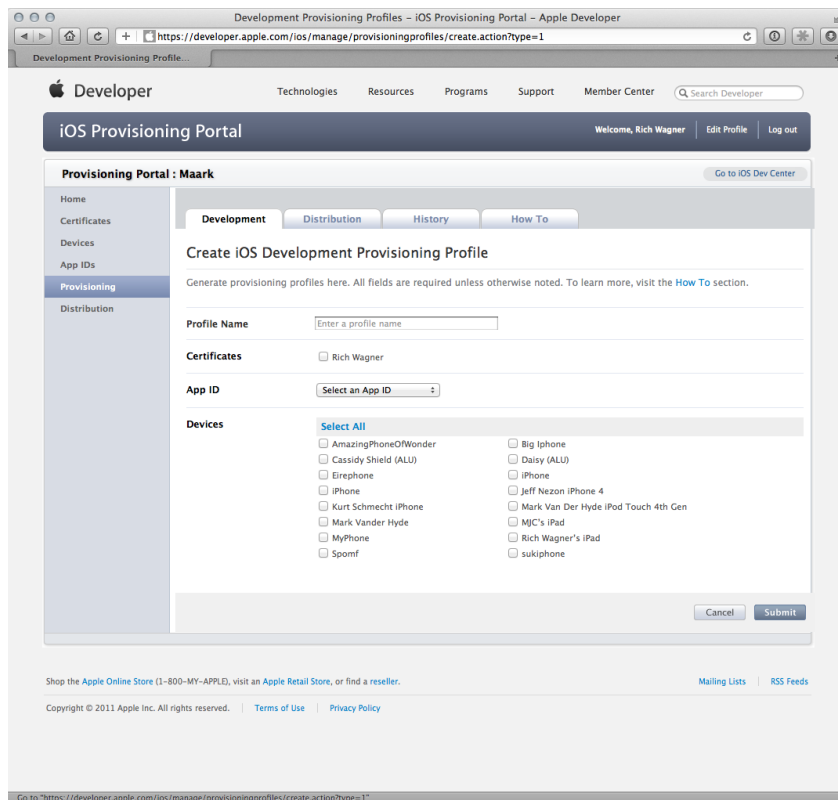 Development Provisioning Profiles – iOS Provisioning Portal – Apple Developer
https://developer.apple.com/ios/manage/provisioningprofiles/create.action?type=1
Development Provisioning Profile...
Developer
Technologies Resources Programs Support Member Center Search Developer
iOS Provisioning Portal
Welcome, Rich Wagner Edit Profile Log out
Provisioning Portal : Maark
Go to iOS Dev Center
Home
Certificates
Devices
App IDs
Provisioning
Distribution
Development Distribution History How To
Create iOS Development Provisioning Profile
Generate provisioning profiles here. All fields are required unless otherwise noted. To learn more, visit the How To section.
Profile Name Enter a profile name
Certificates Rich Wagner
App ID Select an App ID
Devices Select All
AmazingPhoneOfWonder Big Iphone
Cassidy Shield (ALU) Daisy (ALU)
Eirephone iPhone
iPhone Jeff Nezon iPhone 4
Kurt Schmecht iPhone Mark Van Der Hyde iPod Touch 4th Gen
Mark Vander Hyde MJC's iPad
MyPhone Rich Wagner's iPad
Spomf sukiphone
Cancel Submit
Shop the Apple Online Store (1-800-MY-APPLE), visit an Apple Retail Store, or find a reseller.
Mailing Lists RSS Feeds
Copyright © 2011 Apple Inc. All rights reserved. Terms of Use Privacy Policy
Go to "https://developer.apple.com/ios/manage/provisioningprofiles/create.action?type=1"